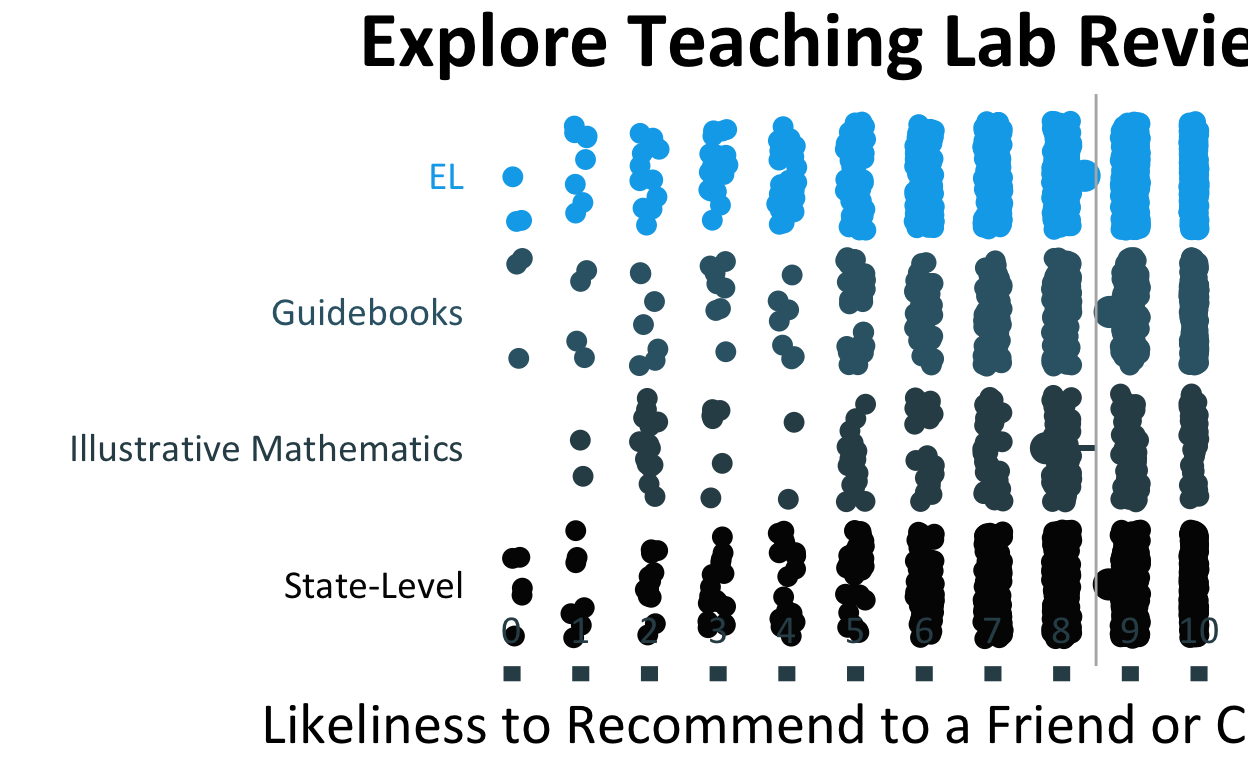 Explore Teaching Lab Revie
EL
Guidebooks
Illustrative Mathematics
State-Level
0 1 2 3 4 5 6 7 8 9 10
Likeliness to Recommend to a Friend or C